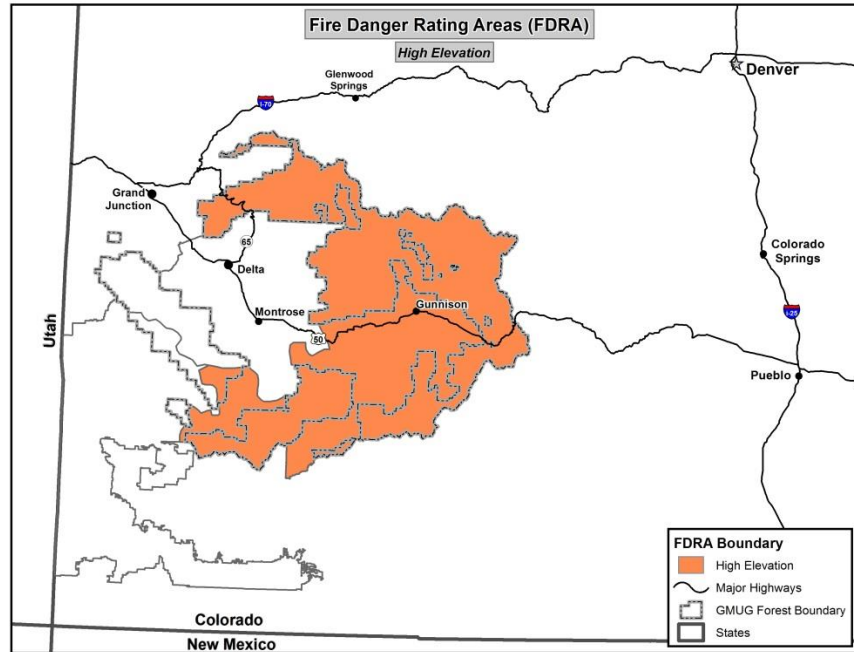 Fire Danger Rating Areas (FDRA)
High Elevation
Denver
Glenwood
Springs
I-70
Grand
Junction
65
Delta
Colorado
Springs
Montrose
Gunnison
I-25
50
Utah
Pueblo
FDRA Boundary
High Elevation
Major Highways
GMUG Forest Boundary
States
Colorado
New Mexico